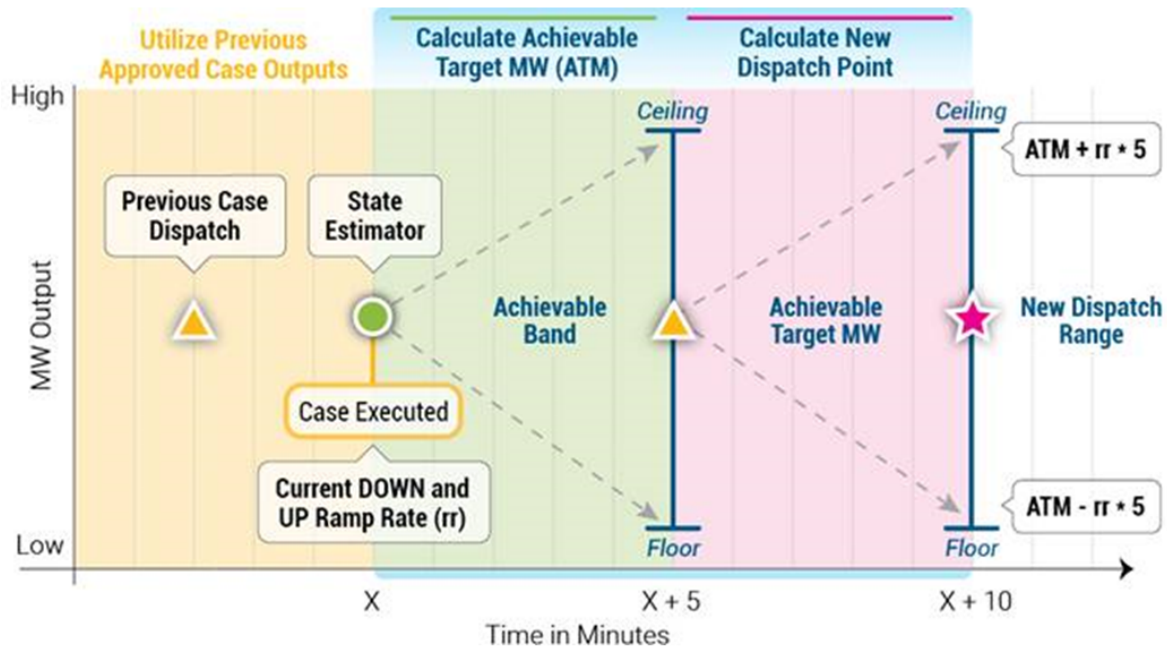 Utilize Previous
Approved Case Outputs
Calculate Achievable
Target MW (ATM)
Calculate New
Dispatch Point
High
Ceiling
Ceiling
ATM + rr * 5
Previous Case
Dispatch
State
Estimator
MW Output
Achievable
Band
Achievable
Target MW
New Dispatch
Range
Case Executed
Current DOWN and
UP Ramp Rate (rr)
ATM - rr * 5
Low
Floor
Floor
X
X + 5
X + 10
Time in Minutes